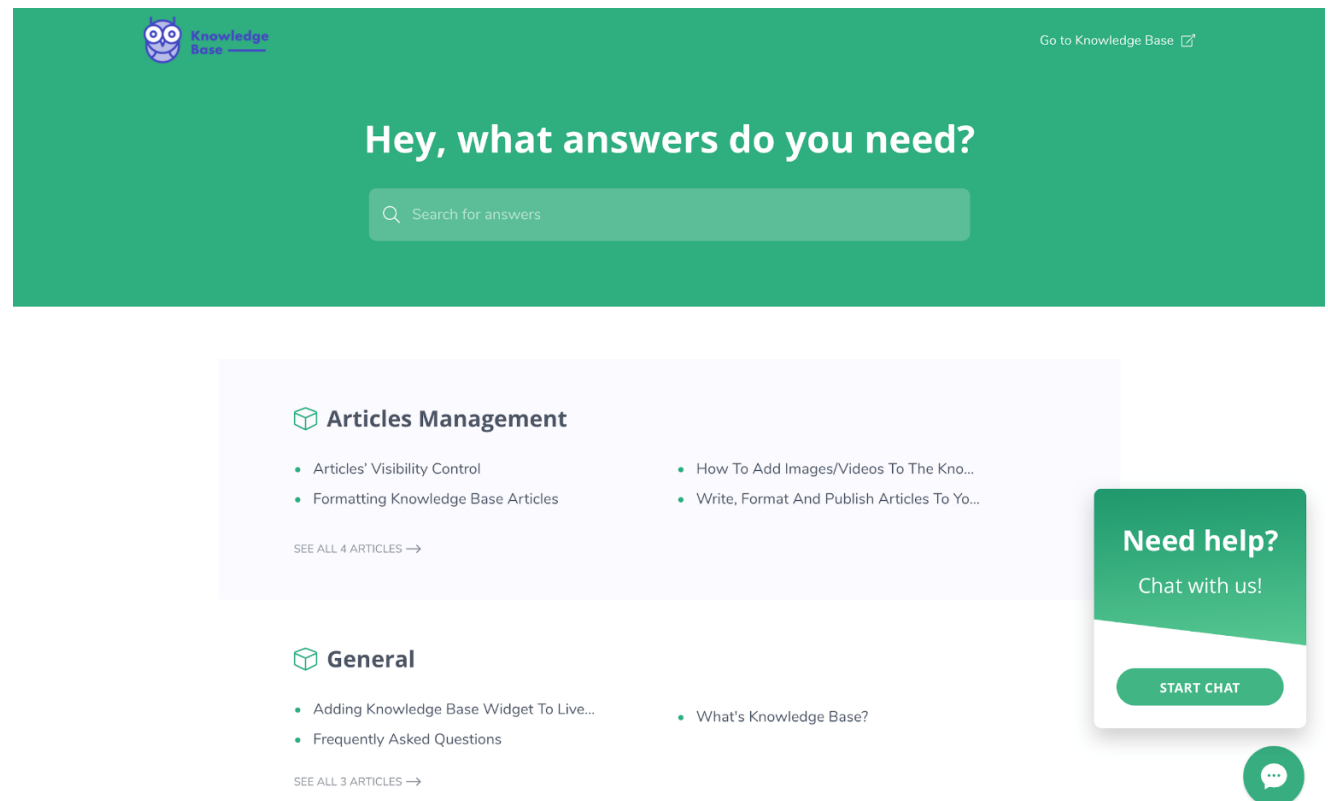 Knowledge
Base
Go to Knowledge Base
Hey, what answers do you need?
Search for answers
Articles Management
Articles’ Visibility Control
Formatting Knowledge Base Articles
How To Add Images/Videos To The Kno...
Write, Format And Publish Articles To Yo...
SEE ALL 4 ARTICLES
General
Adding Knowledge Base Widget To Live...
Frequently Asked Questions
What's Knowledge Base?
SEE ALL 3 ARTICLES
Need help?
Chat with us!
START CHAT